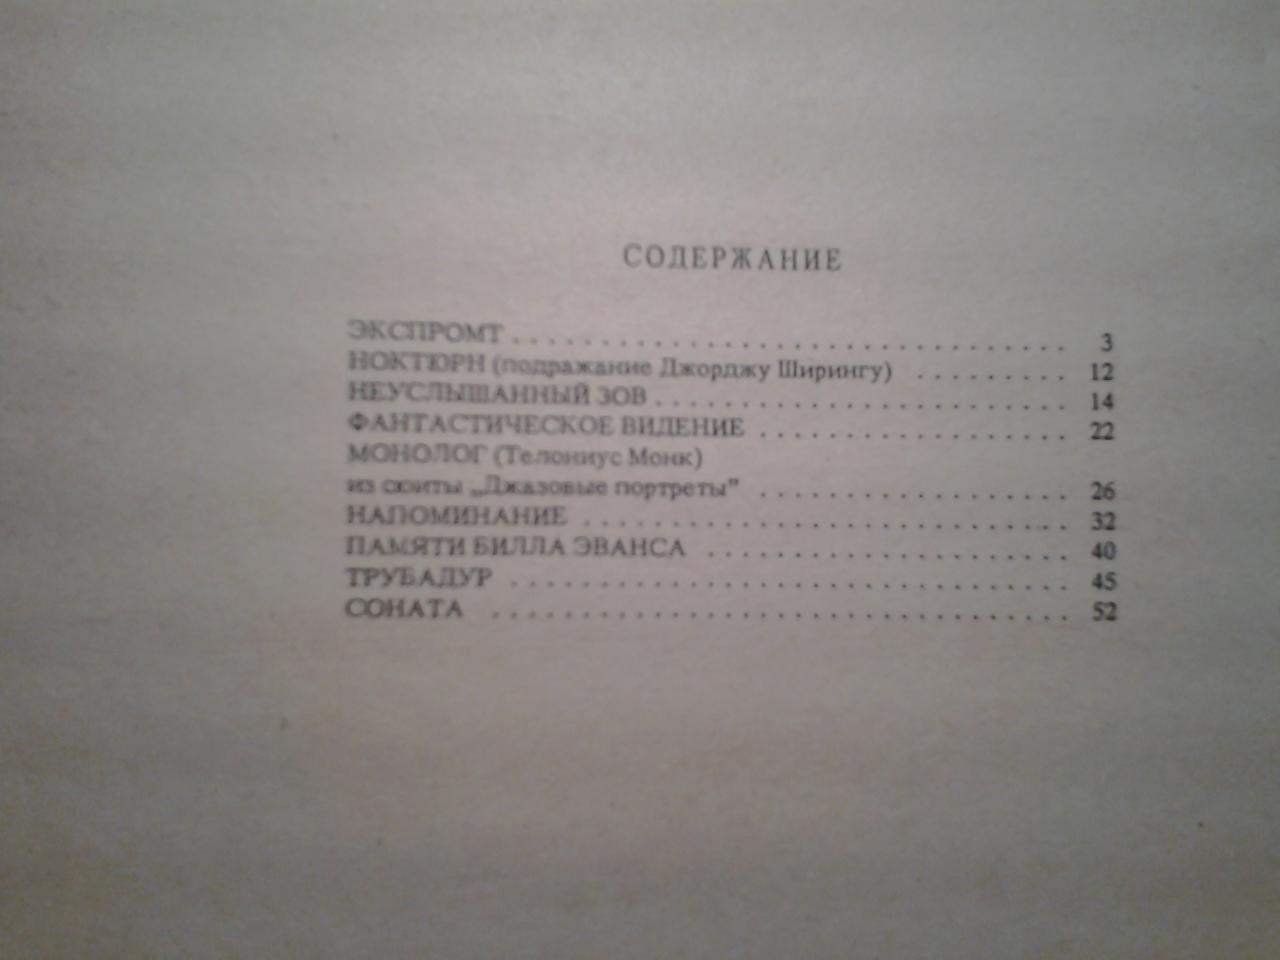 СОДЕРЖАНИЕ
ЭКСПРОМТ . . . . . . . . . . . . . . . . . . . . . . . . . . . . . . . . 3
НОКТЮРН (подражание Джорджу Ширингу) . . . . . . . . . 12
НЕУСЛЫШАННЫЙ ЗОВ . . . . . . . . . . . . . . . . . . . . . . . . 14
ФАНТАСТИЧЕСКОЕ ВИДЕНИЕ . . . . . . . . . . . . . . . . . . 22
МОНОЛОГ (Телониус Монк)
из сюиты „Джазовые портреты” . . . . . . . . . . . . . . . . . . 26
НАПОМИНАНИЕ . . . . . . . . . . . . . . . . . . . . . . . . . . . . 32
ПАМЯТИ БИЛЛА ЭВАНСА . . . . . . . . . . . . . . . . . . . . . 40
ТРУБАДУР . . . . . . . . . . . . . . . . . . . . . . . . . . . . . . . . 45
СОНАТА . . . . . . . . . . . . . . . . . . . . . . . . . . . . . . . . . 52